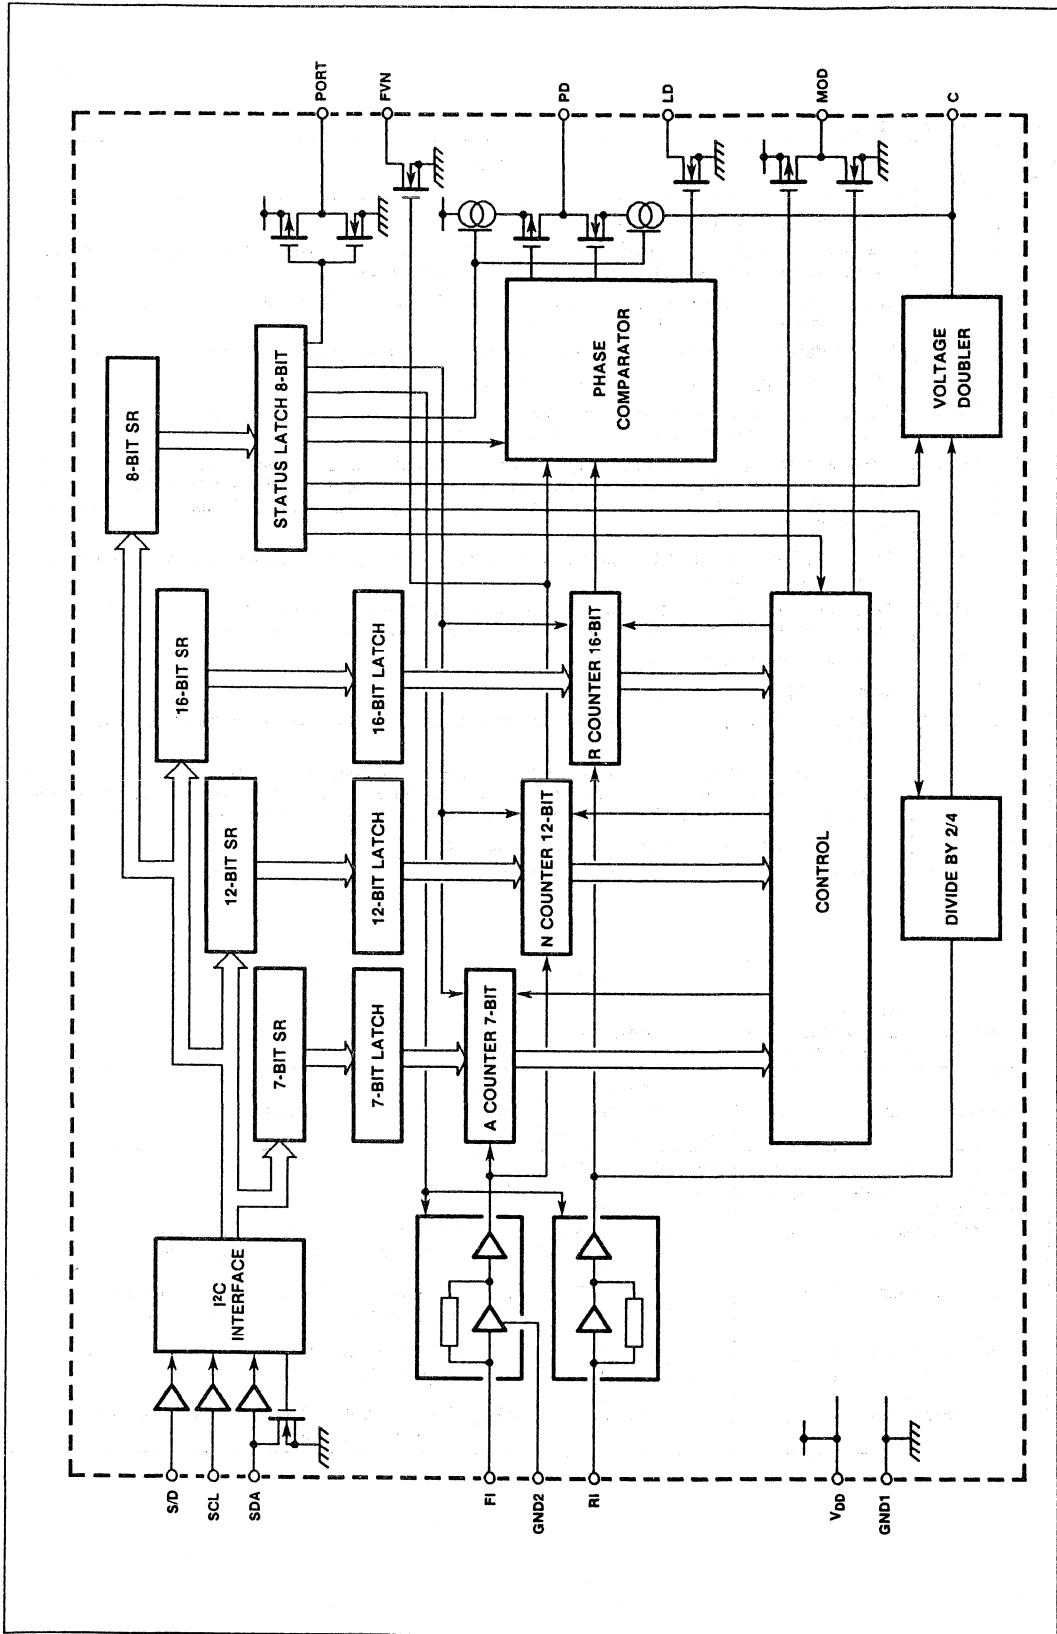 S/D
SCL
SDA
I²C
INTERFACE
8-BIT SR
16-BIT SR
12-BIT SR
7-BIT SR
STATUS LATCH 8-BIT
7-BIT LATCH
12-BIT LATCH
16-BIT LATCH
A COUNTER 7-BIT
N COUNTER 12-BIT
R COUNTER 16-BIT
PHASE
COMPARATOR
CONTROL
DIVIDE BY 2/4
VOLTAGE
DOUBLER
FI
GND2
RI
VDD
GND1
PORT
FVN
PD
LD
MOD
C